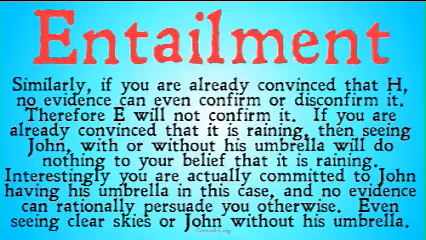 Entailment
Similarly, if you are already convinced that H,
no evidence can even confirm or disconfirm it.
Therefore E will not confirm it. If you are
already convinced that it is raining, then seeing
John, with or without his umbrella will do
nothing to your belief that it is raining.
Interestingly you are actually committed to John
having his umbrella in this case, and no evidence
can rationally persuade you otherwise. Even
seeing clear skies or John without his umbrella.